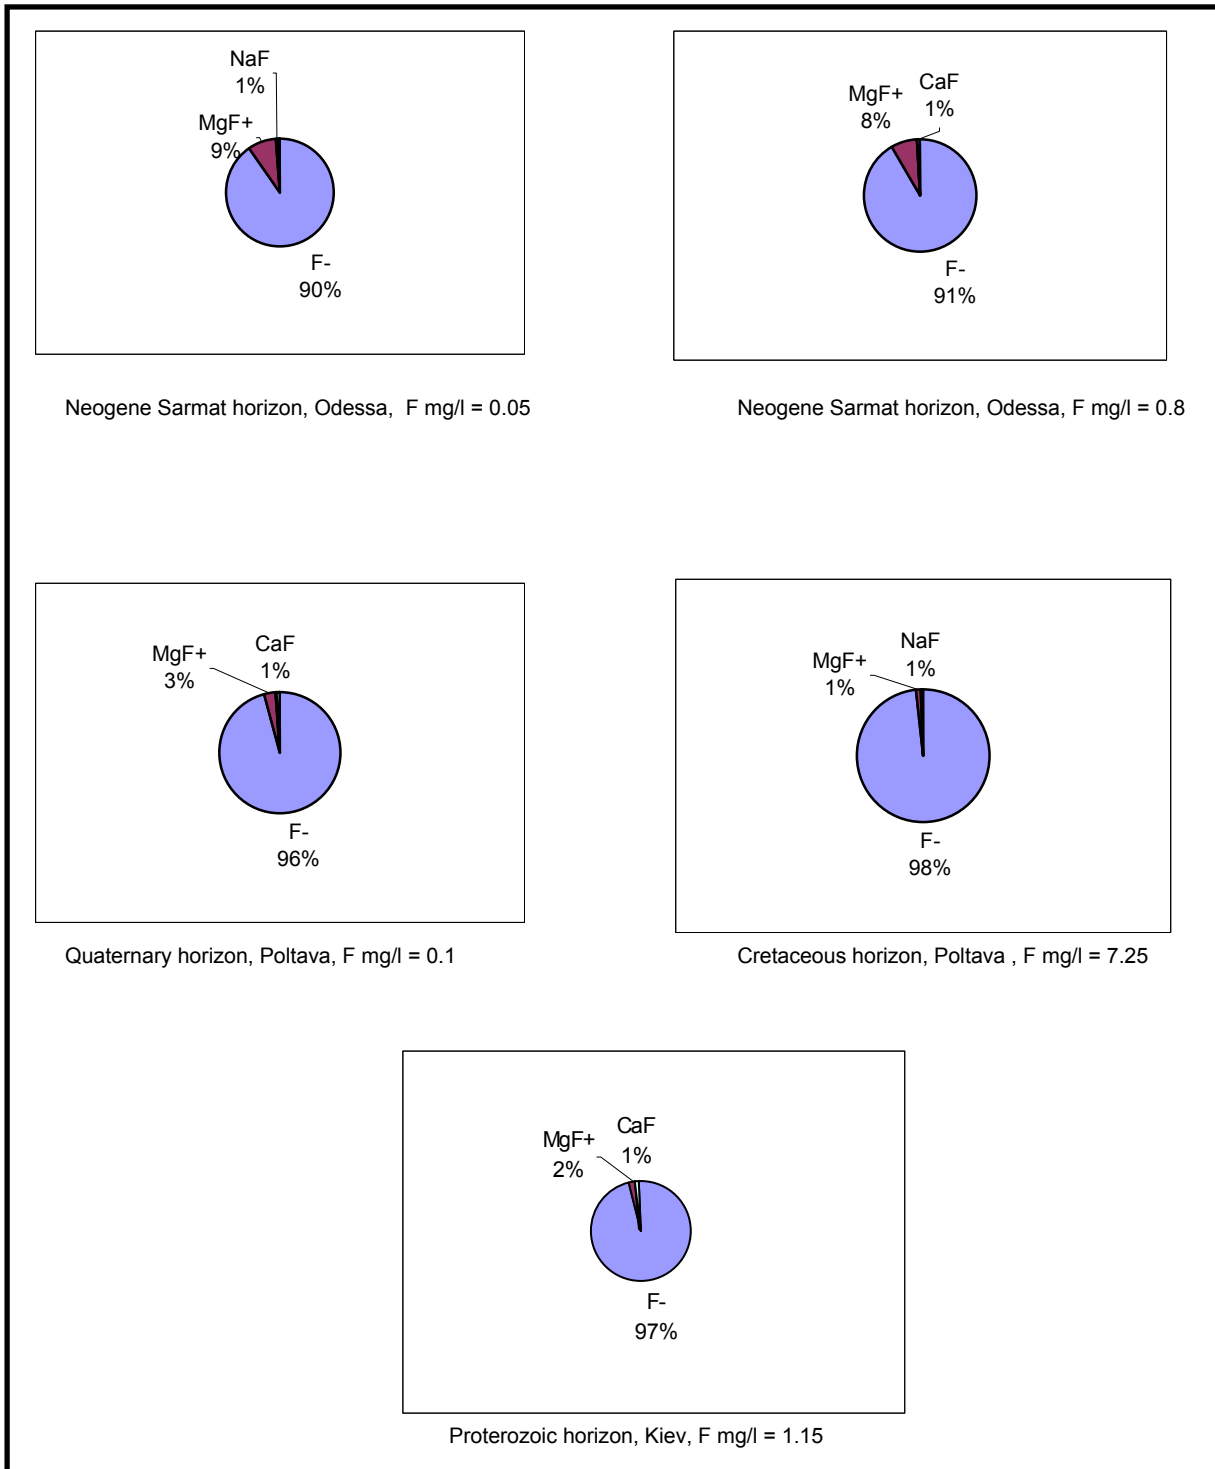 NaF
1%
MgF+
9%
F-
90%
Neogene Sarmat horizon, Odessa, F mg/l = 0.05
CaF
1%
MgF+
8%
F-
91%
Neogene Sarmat horizon, Odessa, F mg/l = 0.8
MgF+
3%
CaF
1%
F-
96%
Quaternary horizon, Poltava, F mg/l = 0.1
MgF+
1%
NaF
1%
F-
98%
Cretaceous horizon, Poltava , F mg/l = 7.25
MgF+
2%
CaF
1%
F-
97%
Proterozoic horizon, Kiev, F mg/l = 1.15